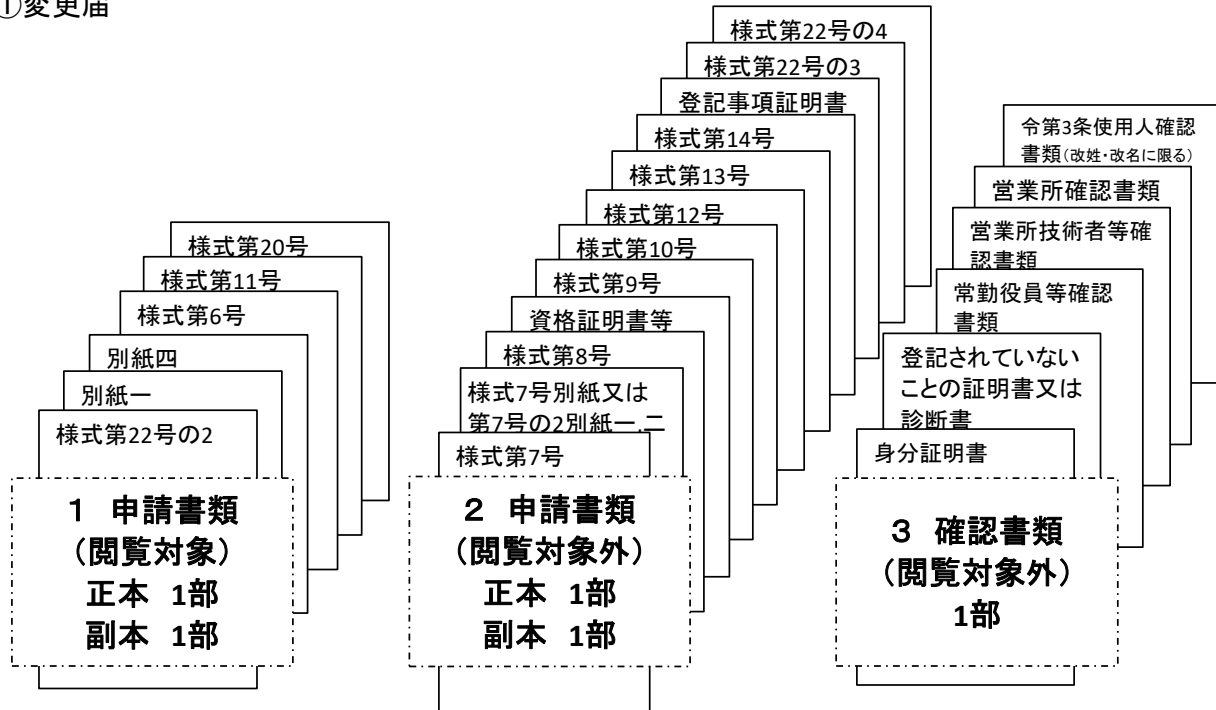 ①変更届
様式第20号
様式第11号
様式第6号
別紙四
別紙一
様式第22号の2
1 申請書類
(閲覧対象)
正本 1部
副本 1部
様式第22号の4
様式第22号の3
登記事項証明書
様式第14号
様式第13号
様式第12号
様式第10号
様式第9号
資格証明書等
様式第8号
様式7号別紙又は
第7号の2別紙一.二
様式第7号
2 申請書類
(閲覧対象外)
正本 1部
副本 1部
令第3条使用人確認
書類(改姓・改名に限る)
営業所確認書類
営業所技術者等確
認書類
常勤役員等確認
書類
登記されていない
ことの証明書又は
診断書
身分証明書
3 確認書類
(閲覧対象外)
1部